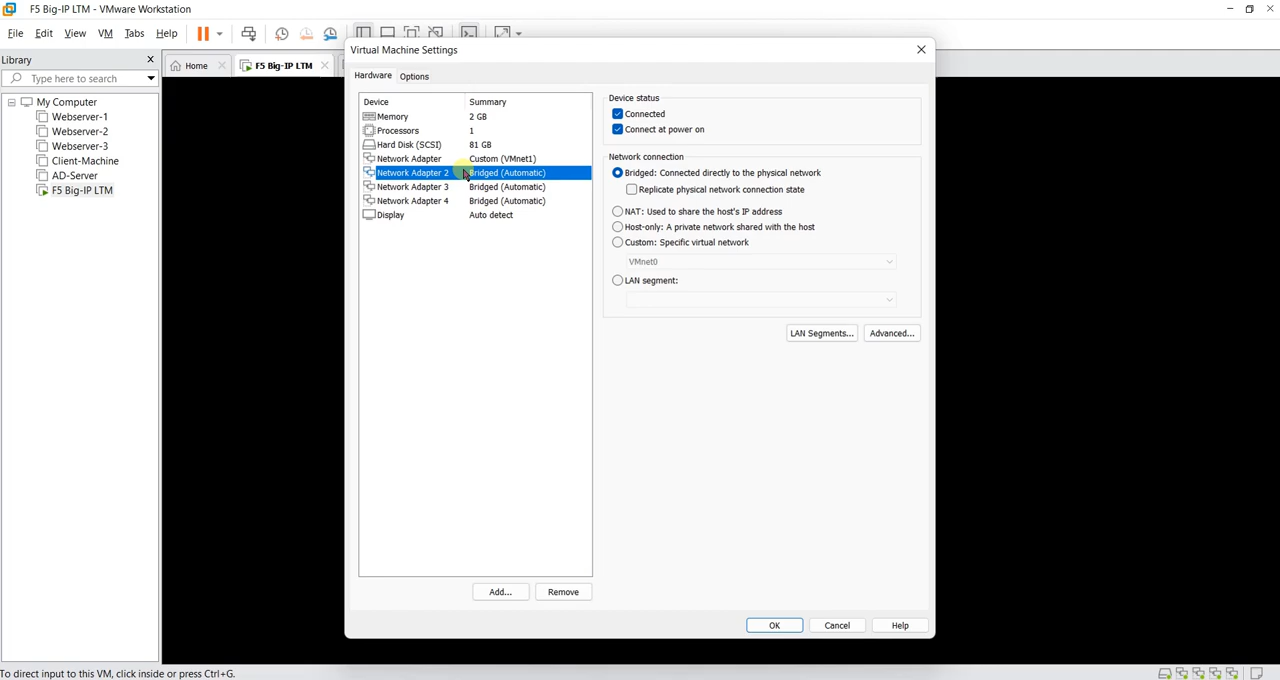 F5 Big-IP LTM - VMware Workstation
File Edit View VM Tabs Help
Library
Type here to search
Home
F5 Big-IP LTM
My Computer
Webserver-1
Webserver-2
Webserver-3
Client-Machine
AD-Server
F5 Big-IP LTM
Virtual Machine Settings
Hardware Options
Device Summary
Memory 2 GB
Processors 1
Hard Disk (SCSI) 81 GB
Network Adapter Custom (VMnet1)
Network Adapter 2 Bridged (Automatic)
Network Adapter 3 Bridged (Automatic)
Network Adapter 4 Bridged (Automatic)
Display Auto detect
Add... Remove
Device status
Connected
Connect at power on
Network connection
Bridged: Connected directly to the physical network
Replicate physical network connection state
NAT: Used to share the host's IP address
Host-only: A private network shared with the host
Custom: Specific virtual network
VMnet0
LAN segment:
LAN Segments... Advanced...
OK Cancel Help
To direct input to this VM, click inside or press Ctrl+G.